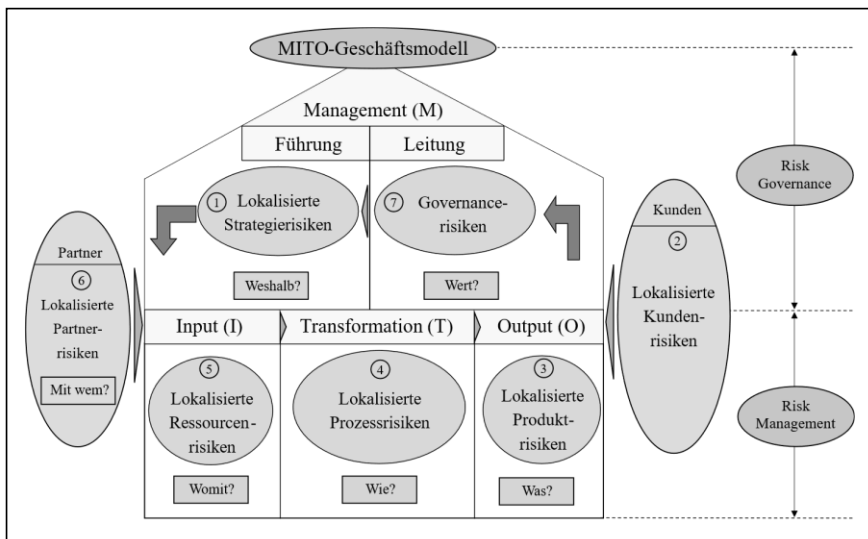 MITO-Geschäftsmodell
Management (M)
Führung
Leitung
1
Lokalisierte
Strategierisiken
Weshalb?
7
Governance-
risiken
Wert?
Risk
Governance
Partner
6
Lokalisierte
Partner-
risiken
Mit wem?
Kunden
2
Lokalisierte
Kunden-
risiken
Input (I)
Transformation (T)
Output (O)
5
Lokalisierte
Ressourcen-
risiken
Womit?
4
Lokalisierte
Prozessrisiken
Wie?
3
Lokalisierte
Produkt-
risiken
Was?
Risk
Management